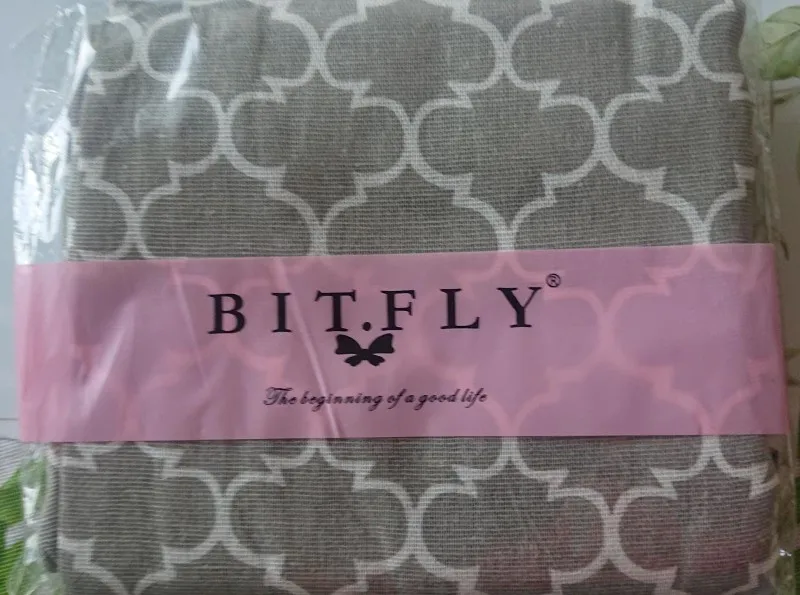 BIT.FLY®
The beginning of a good life